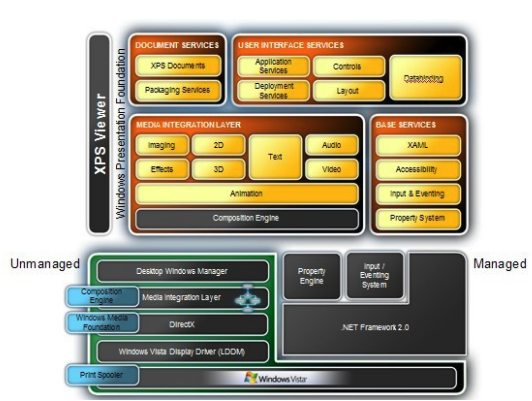 XPS Viewer
Windows Presentation Foundation
DOCUMENT SERVICES
XPS Documents
Packaging Services
USER INTERFACE SERVICES
Application
Services
Controls
Deployment
Services
Layout
Databinding
MEDIA INTEGRATION LAYER
Imaging
2D
Text
Audio
Effects
3D
Video
Animation
Composition Engine
BASE SERVICES
XAML
Accessibility
Input & Eventing
Property System
Unmanaged
Managed
Desktop Windows Manager
Composition
Engine
Media Integration Layer
Windows Media
Foundation
DirectX
Windows Vista Display Driver (LDDM)
Property
Engine
Input /
Eventing
System
.NET Framework 2.0
Print Spooler
Windows Vista